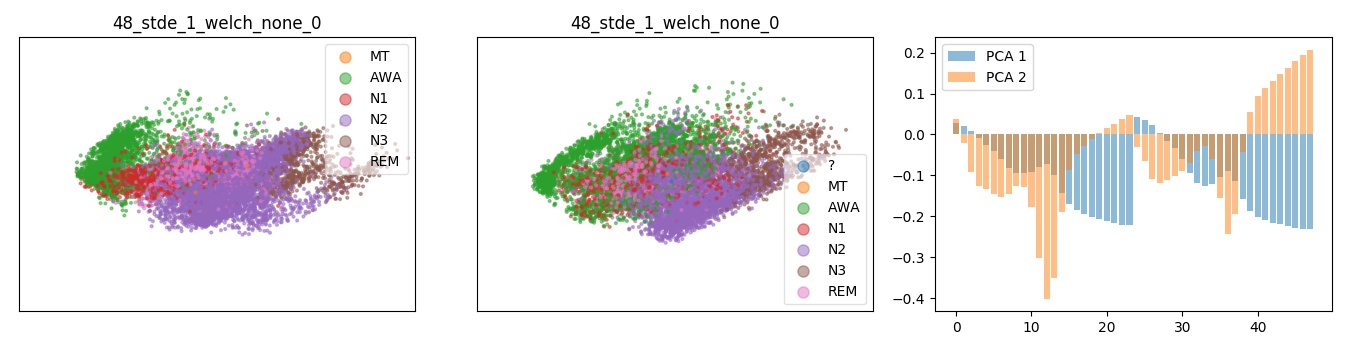 48_stde_1_welch_none_0
MT
AWA
N1
N2
N3
REM
48_stde_1_welch_none_0
?
MT
AWA
N1
N2
N3
REM
PCA 1
PCA 2
0.2
0.1
0.0
−0.1
−0.2
−0.3
−0.4
0 10 20 30 40